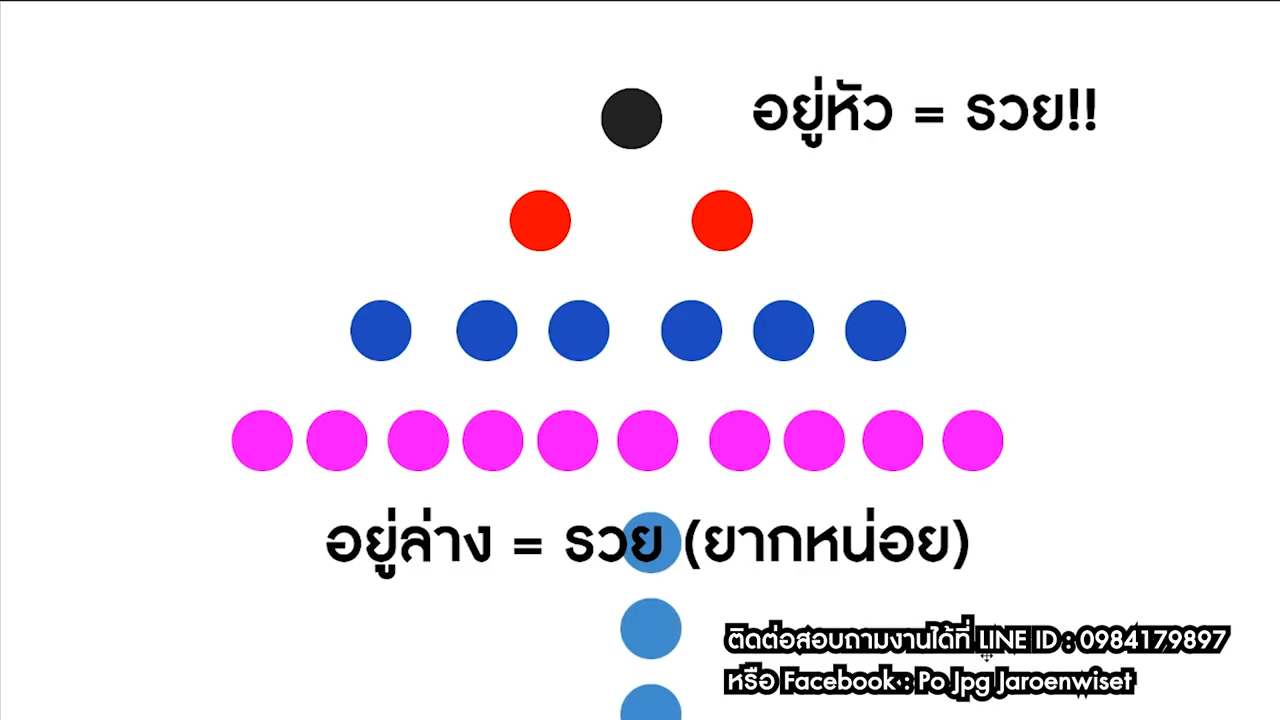 อยู่หัว = รวย!!
อยู่ล่าง = รวย (ยากหน่อย)
ติดต่อสอบถามงานได้ที่ LINE ID : 0984179897
หรือ Facebook : Po Jpg Jaroenwiset